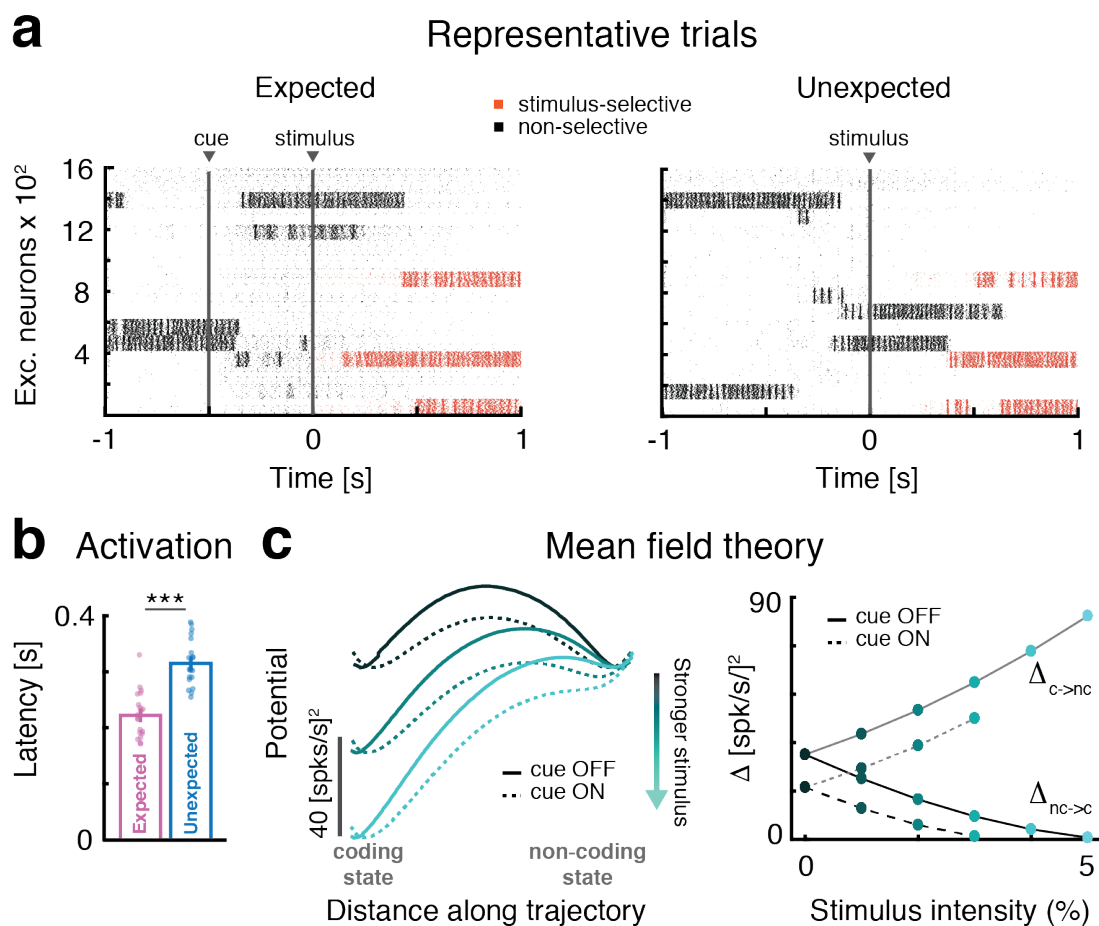 a
Representative trials
Expected
Unexpected
stimulus-selective
non-selective
cue
stimulus
stimulus
Exc. neurons x 10²
16
12
8
4
-1
0
1
Time [s]
-1
0
1
Time [s]
b
Activation
***
Latency [s]
0.4
0
Expected
Unexpected
c
Mean field theory
Potential
40 [spks/s]²
cue OFF
cue ON
Stronger stimulus
coding
state
non-coding
state
Distance along trajectory
Δ [spk/s/]²
90
0
cue OFF
cue ON
Δ c->nc
Δ nc->c
0
5
Stimulus intensity (%)